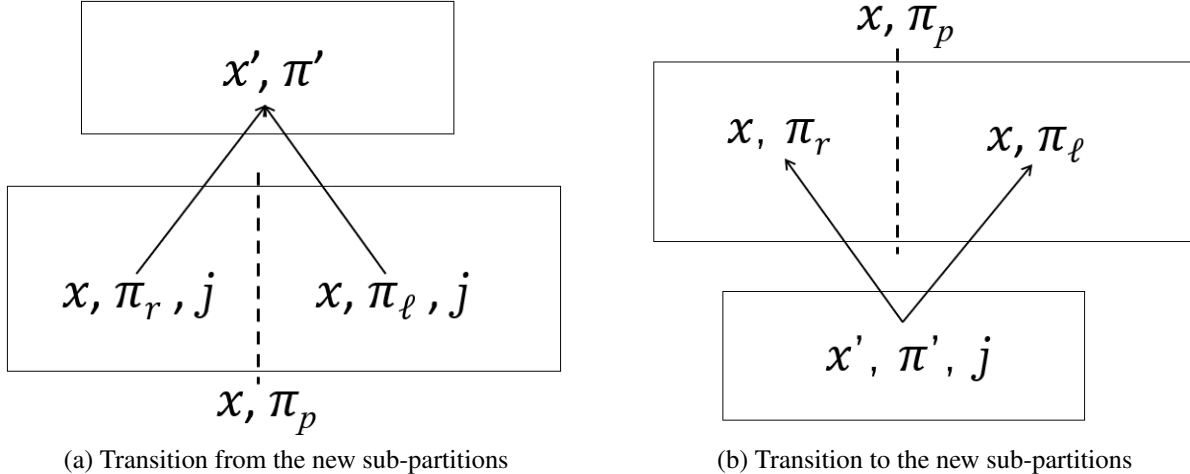 x', π'
x, π_r , j
x, π_ℓ , j
x, π_p
(a) Transition from the new sub-partitions
x, π_p
x, π_r
x, π_ℓ
x', π', j
(b) Transition to the new sub-partitions